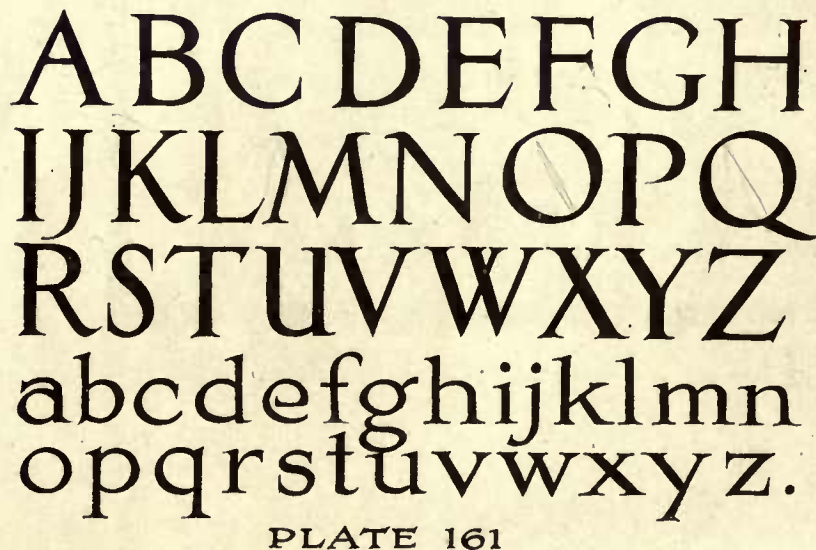 ABCDEFGH
IJKLMNOPQ
RSTUVWXYZ
abcdefghijklmn
opqrstuvwxyz.
PLATE 161